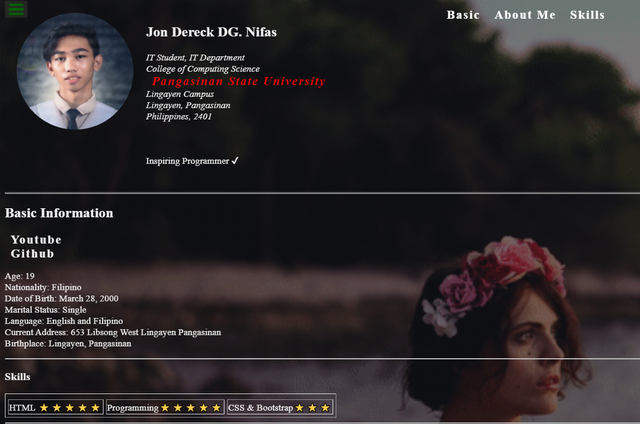 Basic About Me Skills
Jon Dereck DG. Nifas
IT Student, IT Department
College of Computing Science
Pangasinan State University
Lingayen Campus
Lingayen, Pangasinan
Philippines, 2401
Inspiring Programmer ✓
Basic Information
Youtube
Github
Age: 19
Nationality: Filipino
Date of Birth: March 28, 2000
Marital Status: Single
Language: English and Filipino
Current Address: 653 Libsong West Lingayen Pangasinan
Birthplace: Lingayen, Pangasinan
Skills
HTML ★ ★ ★ ★ ★ Programming ★ ★ ★ ★ ★ CSS & Bootstrap ★ ★ ★